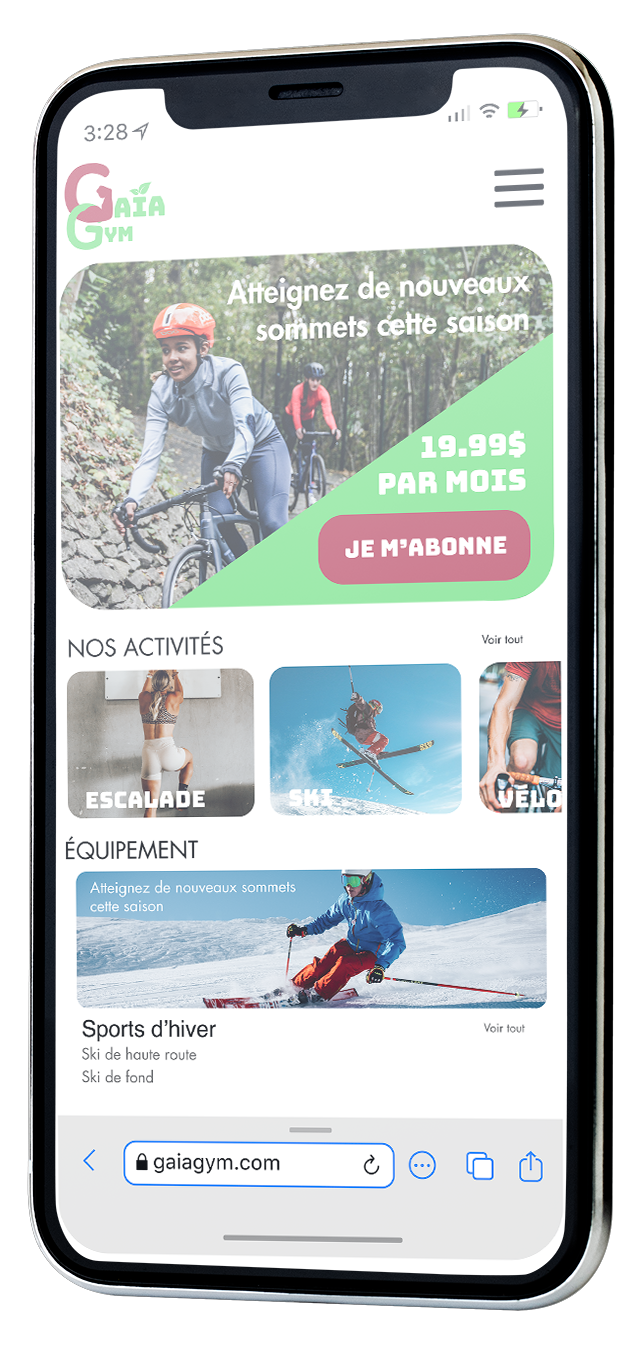 3:28
GAÏA
GYM
Atteignez de nouveaux
sommets cette saison
19.99$
PAR MOIS
JE M'ABONNE
NOS ACTIVITÉS
Voir tout
ESCALADE
SKI
VÉLO
ÉQUIPEMENT
Atteignez de nouveaux sommets
cette saison
Sports d'hiver
Voir tout
Ski de haute route
Ski de fond
gaiagym.com